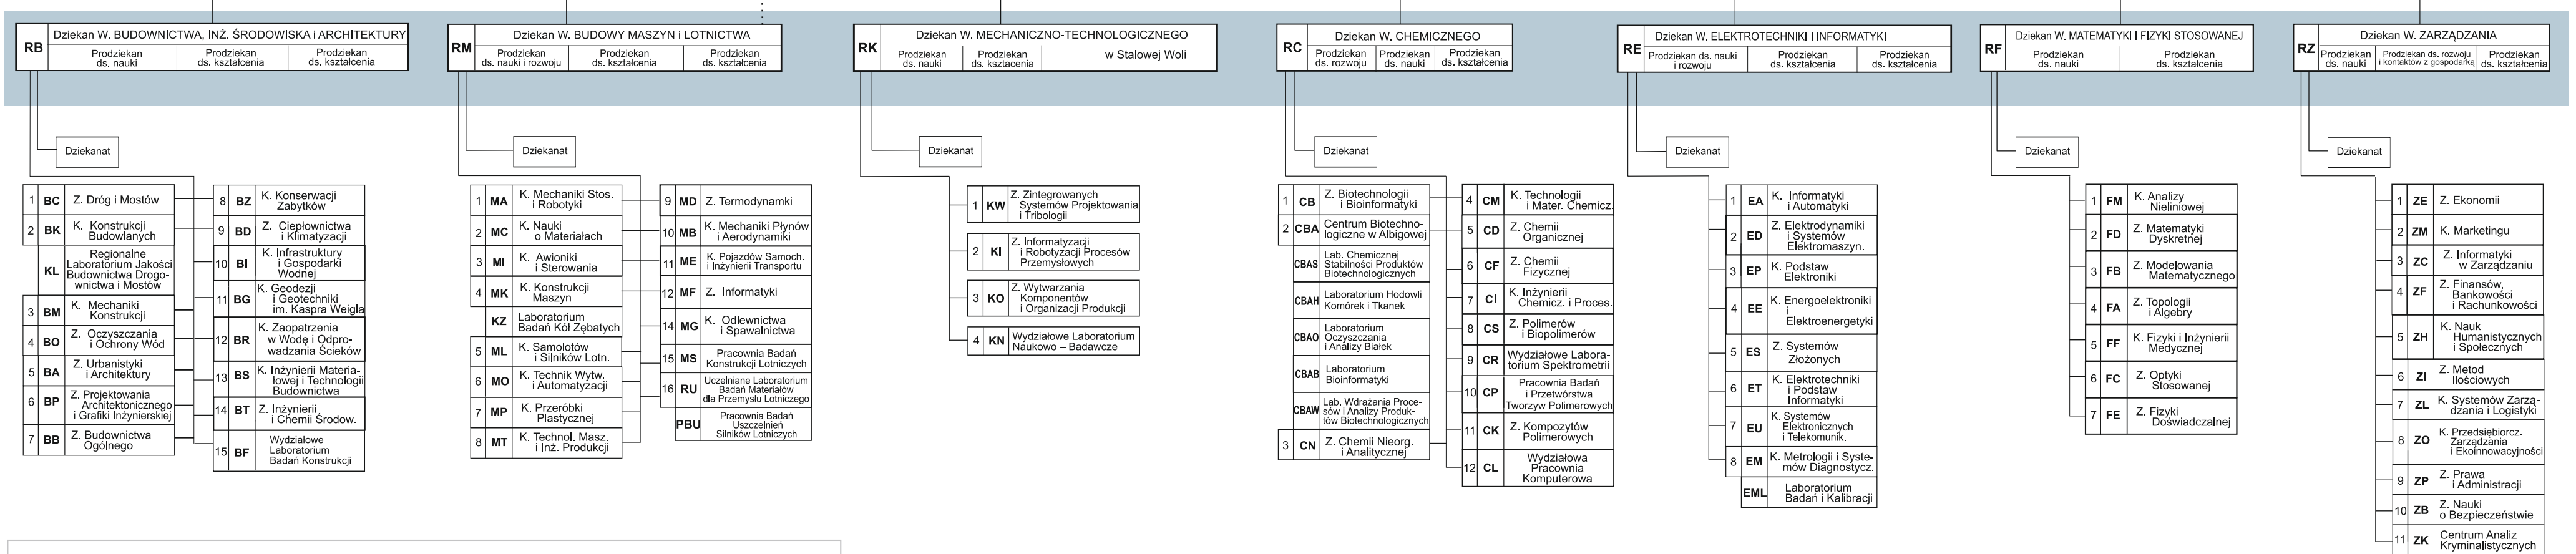 RB
Dziekan W. BUDOWNICTWA, INŻ. ŚRODOWISKA i ARCHITEKTURY
Prodziekan
ds. nauki
Prodziekan
ds. kształcenia
Prodziekan
ds. kształcenia
Dziekanat
1 BC Z. Dróg i Mostów
2 BK K. Konstrukcji
Budowlanych
KL Regionalne
Laboratorium Jakości
Budownictwa Drogo-
wnictwa i Mostów
3 BM K. Mechaniki
Konstrukcji
4 BO Z. Oczyszczania
i Ochrony Wód
5 BA Z. Urbanistyki
i Architektury
6 BP Z. Projektowania
Architektonicznego
i Grafiki Inżynierskiej
7 BB Z. Budownictwa
Ogólnego
8 BZ K. Konserwacji
Zabytków
9 BD Z. Ciepłownictwa
i Klimatyzacji
10 BI K. Infrastruktury
i Gospodarki
Wodnej
11 BG K. Geodezji
i Geotechniki
im. Kaspra Weigla
12 BR K. Zaopatrzenia
w Wodę i Odpro-
wadzania Ścieków
13 BS K. Inżynierii Materia-
łowej i Technologii
Budownictwa
14 BT Z. Inżynierii
i Chemii Środow.
15 BF Wydziałowe
Laboratorium
Badań Konstrukcji
RM
Dziekan W. BUDOWY MASZYN i LOTNICTWA
Prodziekan
ds. nauki i rozwoju
Prodziekan
ds. kształcenia
Prodziekan
ds. kształcenia
Dziekanat
1 MA K. Mechaniki Stos.
i Robotyki
2 MC K. Nauki
o Materiałach
3 MI K. Awioniki
i Sterowania
4 MK K. Konstrukcji
Maszyn
KZ Laboratorium
Badań Kół Zębatych
5 ML K. Samolotów
i Silników Lotn.
6 MO K. Technik Wytw.
i Automatyzacji
7 MP K. Przeróbki
Plastycznej
8 MT K. Technol. Masz.
i Inż. Produkcji
9 MD Z. Termodynamki
10 MB K. Mechaniki Płynów
i Aerodynamiki
11 ME K. Pojazdów Samoch.
i Inżynierii Transportu
12 MF Z. Informatyki
14 MG K. Odlewnictwa
i Spawalnictwa
15 MS Pracownia Badań
Konstrukcji Lotniczych
16 RU Uczelniane Laboratorium
Badań Materiałów
dla Przemysłu Lotniczego
PBU Pracownia Badań
Uszczelnień
Silników Lotniczych
RK
Dziekan W. MECHANICZNO-TECHNOLOGICZNEGO
Prodziekan
ds. nauki
Prodziekan
ds. kształcenia
w Stalowej Woli
Dziekanat
1 KW Z. Zintegrowanych
Systemów Projektowania
i Tribologii
2 KI Z. Informatyzacji
i Robotyzacji Procesów
Przemysłowych
3 KO Z. Wytwarzania
Komponentów
i Organizacji Produkcji
4 KN Wydziałowe Laboratorium
Naukowo – Badawcze
RC
Dziekan W. CHEMICZNEGO
Prodziekan
ds. rozwoju
Prodziekan
ds. nauki
Prodziekan
ds. kształcenia
Dziekanat
1 CB Z. Biotechnologii
i Bioinformatyki
2 CBA Centrum Biotechno-
logiczne w Albigowej
CBAS Lab. Chemicznej
Stabilności Produktów
Biotechnologicznych
CBAH Laboratorium Hodowli
Komórek i Tkanek
CBAO Laboratorium
Oczyszczania
i Analizy Białek
CBAB Laboratorium
Bioinformatyki
CBAW Lab. Wdrażania Proce-
sów i Analizy Produk-
tów Biotechnologicznych
3 CN Z. Chemii Nieorg.
i Analitycznej
4 CM K. Technologii
i Mater. Chemicz.
5 CD Z. Chemii
Organicznej
6 CF Z. Chemii
Fizycznej
7 CI K. Inżynierii
Chemicz. i Proces.
8 CS Z. Polimerów
i Biopolimerów
9 CR Wydziałowe Labora-
torium Spektrometrii
10 CP Pracownia Badań
i Przetwórstwa
Tworzyw Polimerowych
11 CK Z. Kompozytów
Polimerowych
12 CL Wydziałowa
Pracownia
Komputerowa
RE
Dziekan W. ELEKTROTECHNIKI I INFORMATYKI
Prodziekan ds. nauki
i rozwoju
Prodziekan
ds. kształcenia
Prodziekan
ds. kształcenia
Dziekanat
1 EA K. Informatyki
i Automatyki
2 ED Z. Elektrodynamiki
i Systemów
Elektromaszyn.
3 EP K. Podstaw
Elektroniki
4 EE K. Energoelektroniki
i
Elektroenergetyki
5 ES Z. Systemów
Złożonych
6 ET K. Elektrotechniki
i Podstaw
Informatyki
7 EU K. Systemów
Elektronicznych
i Telekomunik.
8 EM K. Metrologii i Syste-
mów Diagnostycz.
EML Laboratorium
Badań i Kalibracji
RF
Dziekan W. MATEMATYKI I FIZYKI STOSOWANEJ
Prodziekan
ds. nauki
Prodziekan
ds. kształcenia
Dziekanat
1 FM K. Analizy
Nieliniowej
2 FD Z. Matematyki
Dyskretnej
3 FB Z. Modelowania
Matematycznego
4 FA Z. Topologii
i Algebry
5 FF K. Fizyki i Inżynierii
Medycznej
6 FC Z. Optyki
Stosowanej
7 FE Z. Fizyki
Doświadczalnej
RZ
Dziekan W. ZARZĄDZANIA
Prodziekan
ds. nauki
Prodziekan ds. rozwoju
i kontaktów z gospodarką
Prodziekan
ds. kształcenia
Dziekanat
1 ZE Z. Ekonomii
2 ZM K. Marketingu
3 ZC Z. Informatyki
w Zarządzaniu
4 ZF Z. Finansów,
Bankowości
i Rachunkowości
5 ZH K. Nauk
Humanistycznych
i Społecznych
6 ZI Z. Metod
Ilościowych
7 ZL K. Systemów Zarzą-
dzania i Logistyki
8 ZO K. Przedsiębiorcz.
Zarządzania
i Ekoinnowacyjności
9 ZP Z. Prawa
i Administracji
10 ZB Z. Nauki
o Bezpieczeństwie
11 ZK Centrum Analiz
Kryminalistycznych